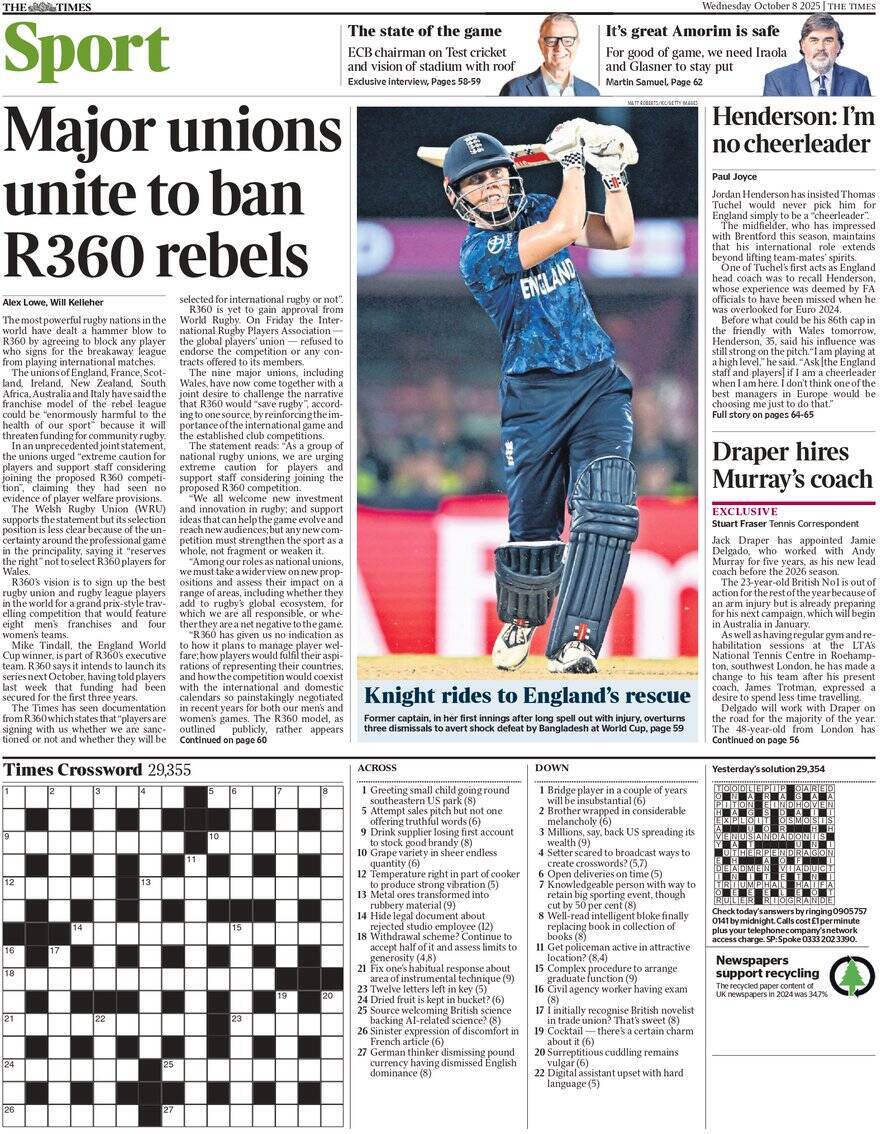 THE TIMES
Wednesday October 8 2025 | THE TIMES
Sport
The state of the game
ECB chairman on Test cricket
and vision of stadium with roof
Exclusive interview, Pages 58-59
It's great Amorim is safe
For good of game, we need Iraola
and Glasner to stay put
Martin Samuel, Page 62
Major unions
unite to ban
R360 rebels
Alex Lowe, Will Kelleher
The most powerful rugby nations in the
world have dealt a hammer blow to
R360 by agreeing to block any player
who signs for the breakaway league
from playing international matches.
The unions of England, France, Scot-
land, Ireland, New Zealand, South
Africa, Australia and Italy have said the
franchise model of the rebel league
could be "enormously harmful to the
health of our sport" because it will
threaten funding for community rugby.
In an unprecedented joint statement,
the unions urged "extreme caution for
players and support staff considering
joining the proposed R360 competi-
tion", claiming they had seen no
evidence of player welfare provisions.
The Welsh Rugby Union (WRU)
supports the statement but its selection
position is less clear because of the un-
certainty around the professional game
in the principality, saying it "reserves
the right" not to select R360 players for
Wales.
R360's vision is to sign up the best
rugby union and rugby league players
in the world for a grand prix-style trav-
elling competition that would feature
eight men's franchises and four
women's teams.
Mike Tindall, the England World
Cup winner, is part of R360's executive
team. R360 says it intends to launch its
series next October, having told players
last week that funding had been
secured for the first three years.
The Times has seen documentation
from R360 which states that "players are
signing with us whether we are sanc-
tioned or not and whether they will be
selected for international rugby or not".
R360 is yet to gain approval from
World Rugby. On Friday the Inter-
national Rugby Players Association —
the global players' union — refused to
endorse the competition or any con-
tracts offered to its members.
The nine major unions, including
Wales, have now come together with a
joint desire to challenge the narrative
that R360 would "save rugby", accord-
ing to one source, by reinforcing the im-
portance of the international game and
the established club competitions.
The statement reads: "As a group of
national rugby unions, we are urging
extreme caution for players and
support staff considering joining the
proposed R360 competition.
"We all welcome new investment
and innovation in rugby; and support
ideas that can help the game evolve and
reach new audiences; but any new com-
petition must strengthen the sport as a
whole, not fragment or weaken it.
"Among our roles as national unions,
we must take a wider view on new prop-
ositions and assess their impact on a
range of areas, including whether they
add to rugby's global ecosystem, for
which we are all responsible, or whe-
ther they are a net negative to the game.
"R360 has given us no indication as
to how it plans to manage player wel-
fare; how players would fulfil their aspi-
rations of representing their countries,
and how the competition would coexist
with the international and domestic
calendars so painstakingly negotiated
in recent years for both our men's and
women's games. The R360 model, as
outlined publicly, rather appears
Continued on page 60
MATT ROBERTS/ICC/GETTY IMAGES
ENGLAND
Knight rides to England's rescue
Former captain, in her first innings after long spell out with injury, overturns
three dismissals to avert shock defeat by Bangladesh at World Cup, page 59
Henderson: I'm
no cheerleader
Paul Joyce
Jordan Henderson has insisted Thomas
Tuchel would never pick him for
England simply to be a "cheerleader".
The midfielder, who has impressed
with Brentford this season, maintains
that his international role extends
beyond lifting team-mates' spirits.
One of Tuchel's first acts as England
head coach was to recall Henderson,
whose experience was deemed by FA
officials to have been missed when he
was overlooked for Euro 2024.
Before what could be his 86th cap in
the friendly with Wales tomorrow,
Henderson, 35, said his influence was
still strong on the pitch. "I am playing at
a high level," he said. "Ask [the England
staff and players] if I am a cheerleader
when I am here. I don't think one of the
best managers in Europe would be
choosing me just to do that."
Full story on pages 64-65
Draper hires
Murray's coach
EXCLUSIVE
Stuart Fraser Tennis Correspondent
Jack Draper has appointed Jamie
Delgado, who worked with Andy
Murray for five years, as his new lead
coach before the 2026 season.
The 23-year-old British No1 is out of
action for the rest of the year because of
an arm injury but is already preparing
for his next campaign, which will begin
in Australia in January.
As well as having regular gym and re-
habilitation sessions at the LTA's
National Tennis Centre in Roehamp-
ton, southwest London, he has made a
change to his team after his present
coach, James Trotman, expressed a
desire to spend less time travelling.
Delgado will work with Draper on
the road for the majority of the year.
The 48-year-old from London has
Continued on page 56
Times Crossword 29,355
1 2 3 4 5 6 7 8
9 10
11
12 13
14 15
16 17
18
19 20
21 22 23
24 25
26 27
ACROSS
1 Greeting small child going round
southeastern US park (8)
5 Attempt sales pitch but not one
offering truthful words (6)
9 Drink supplier losing first account
to stock good brandy (8)
10 Grape variety in sheer endless
quantity (6)
12 Temperature right in part of cooker
to produce strong vibration (5)
13 Metal ores transformed into
rubbery material (9)
14 Hide legal document about
rejected studio employee (12)
18 Withdrawal scheme? Continue to
accept half of it and assess limits to
generosity (4,8)
21 Fix one's habitual response about
area of instrumental technique (9)
23 Twelve letters left in key (5)
24 Dried fruit is kept in bucket? (6)
25 Source welcoming British science
backing AI-related science? (8)
26 Sinister expression of discomfort in
French article (6)
27 German thinker dismissing pound
currency having dismissed English
dominance (8)
DOWN
1 Bridge player in a couple of years
will be insubstantial (6)
2 Brother wrapped in considerable
melancholy (6)
3 Millions, say, back US spreading its
wealth (9)
4 Setter scared to broadcast ways to
create crosswords? (5,7)
6 Open deliveries on time (5)
7 Knowledgeable person with way to
retain big sporting event, though
cut by 50 per cent (8)
8 Well-read intelligent bloke finally
replacing book in collection of
books (8)
11 Get policeman active in attractive
location? (8,4)
15 Complex procedure to arrange
graduate function (9)
16 Civil agency worker having exam
(8)
17 I initially recognise British novelist
in trade union? That's sweet (8)
19 Cocktail — there's a certain charm
about it (6)
20 Surreptitious cuddling remains
vulgar (6)
22 Digital assistant upset with hard
language (5)
Yesterday's solution 29,354
Check today's answers by ringing 0905 757
0141 by midnight. Calls cost £1 per minute
plus your telephone company's network
access charge. SP: Spoke 0333 202 3390.
Newspapers
support recycling
The recycled paper content of
UK newspapers in 2024 was 34.7%